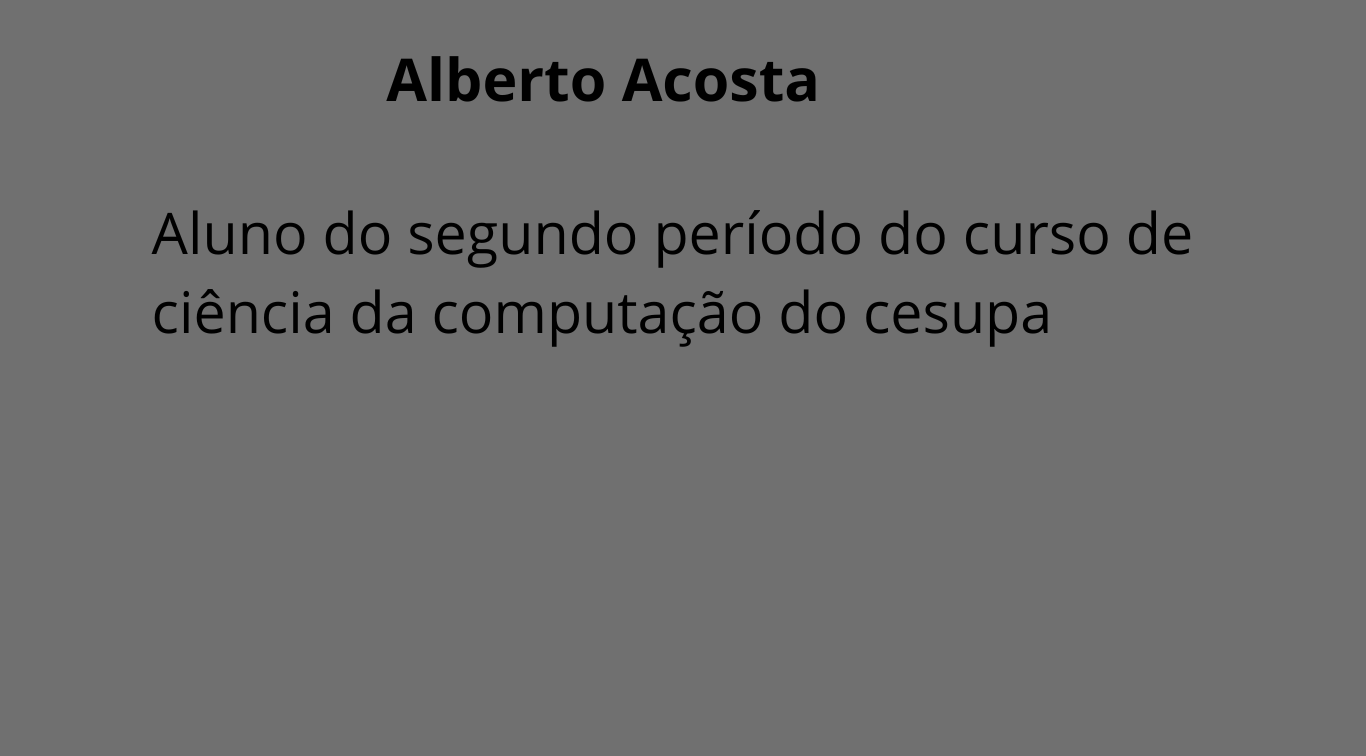 Alberto Acosta
Aluno do segundo período do curso de
ciência da computação do cesupa